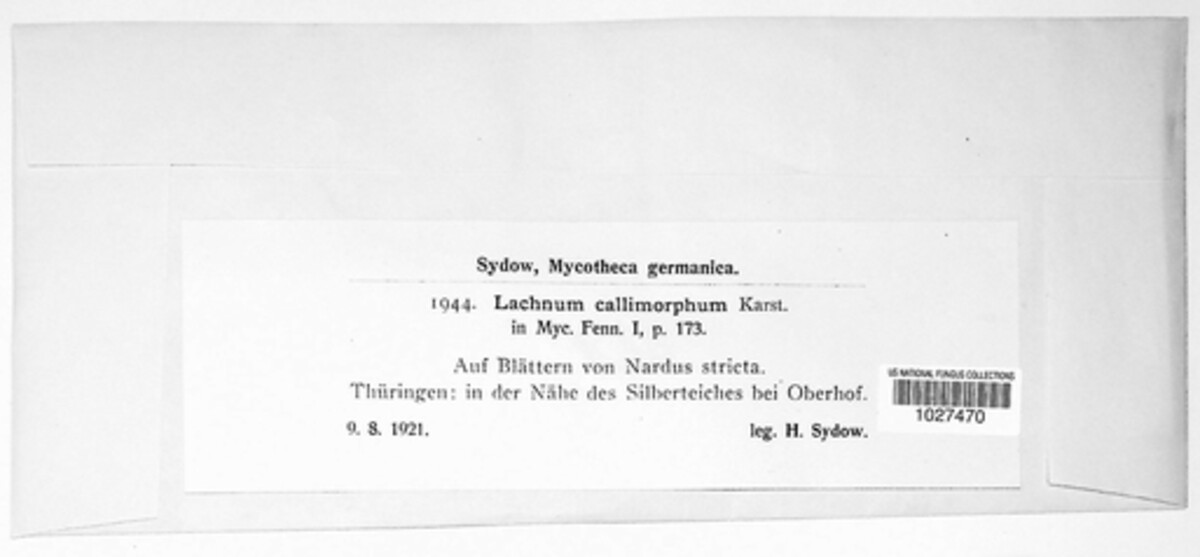 Sydow, Mycotheca germanica.
1944. Lachnum callimorphum Karst.
in Myc. Fenn. I, p. 173.
Auf Blättern von Nardus stricta.
Thüringen: in der Nähe des Silberteiches bei Oberhof.
9. 8. 1921. leg. H. Sydow.
US NATIONAL FUNGUS COLLECTIONS
1027470